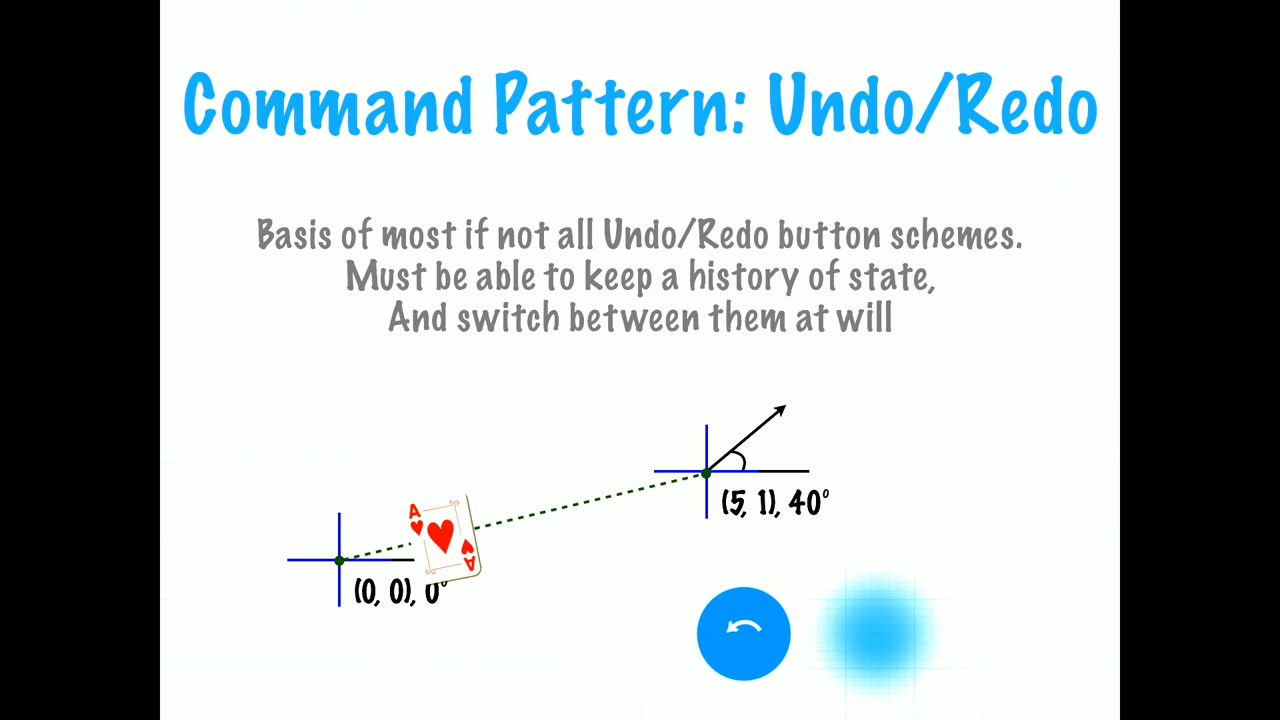 Command Pattern: Undo/Redo
Basis of most if not all Undo/Redo button schemes.
Must be able to keep a history of state,
And switch between them at will
(5, 1), 40°
A
A
(0, 0), 0°